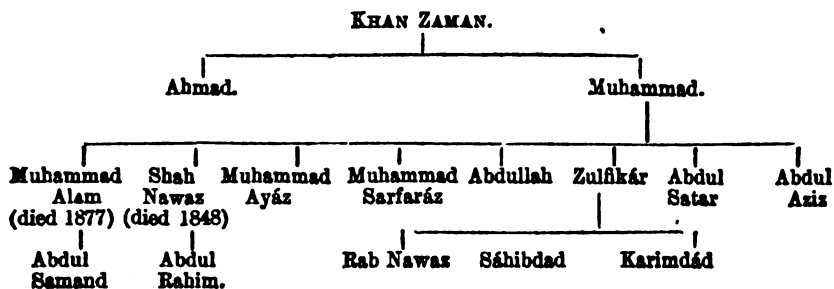 KHAN ZAMAN.
Ahmad. Muhammad.
Muhammad Shah Muhammad Muhammad Abdullah Zulfikár Abdul Abdul
Alam Nawaz Ayáz Sarfaráz Satar Aziz
(died 1877) (died 1848)
Abdul Abdul Rab Nawaz Sáhibdad Karimdád
Samand Rahim.